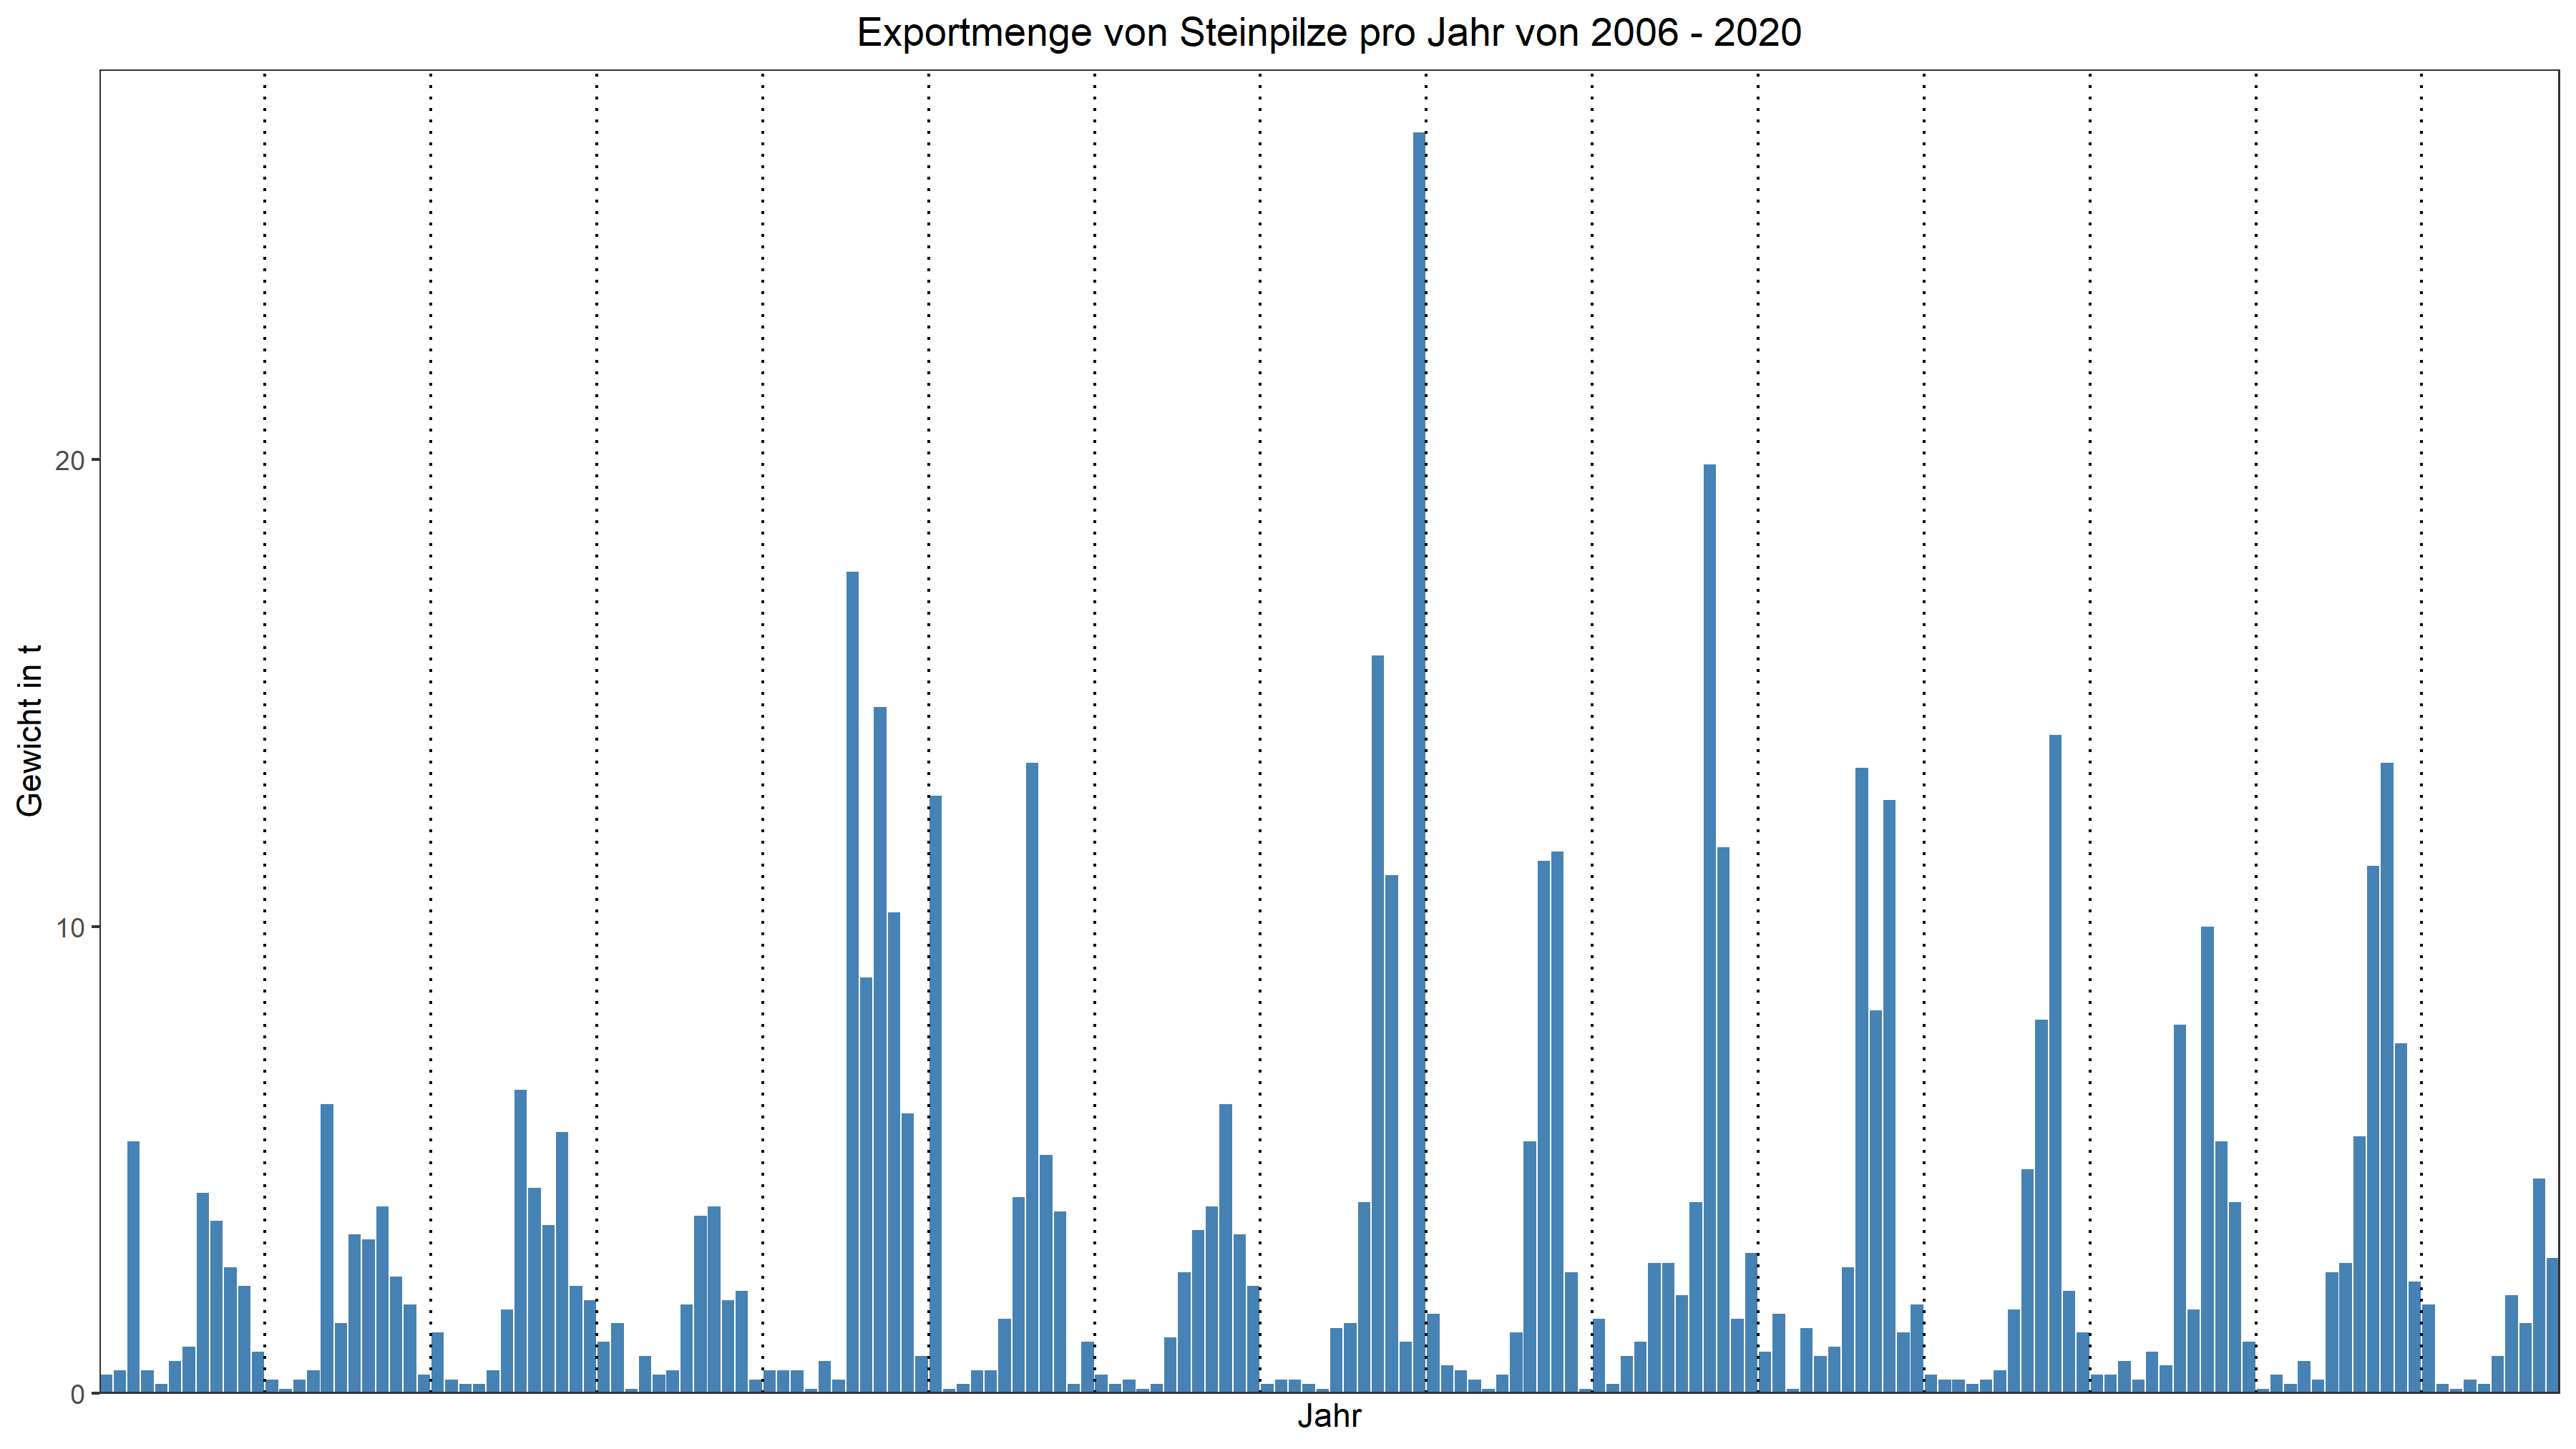 Exportmenge von Steinpilze pro Jahr von 2006 - 2020
Gewicht in t
20
10
0
Jahr